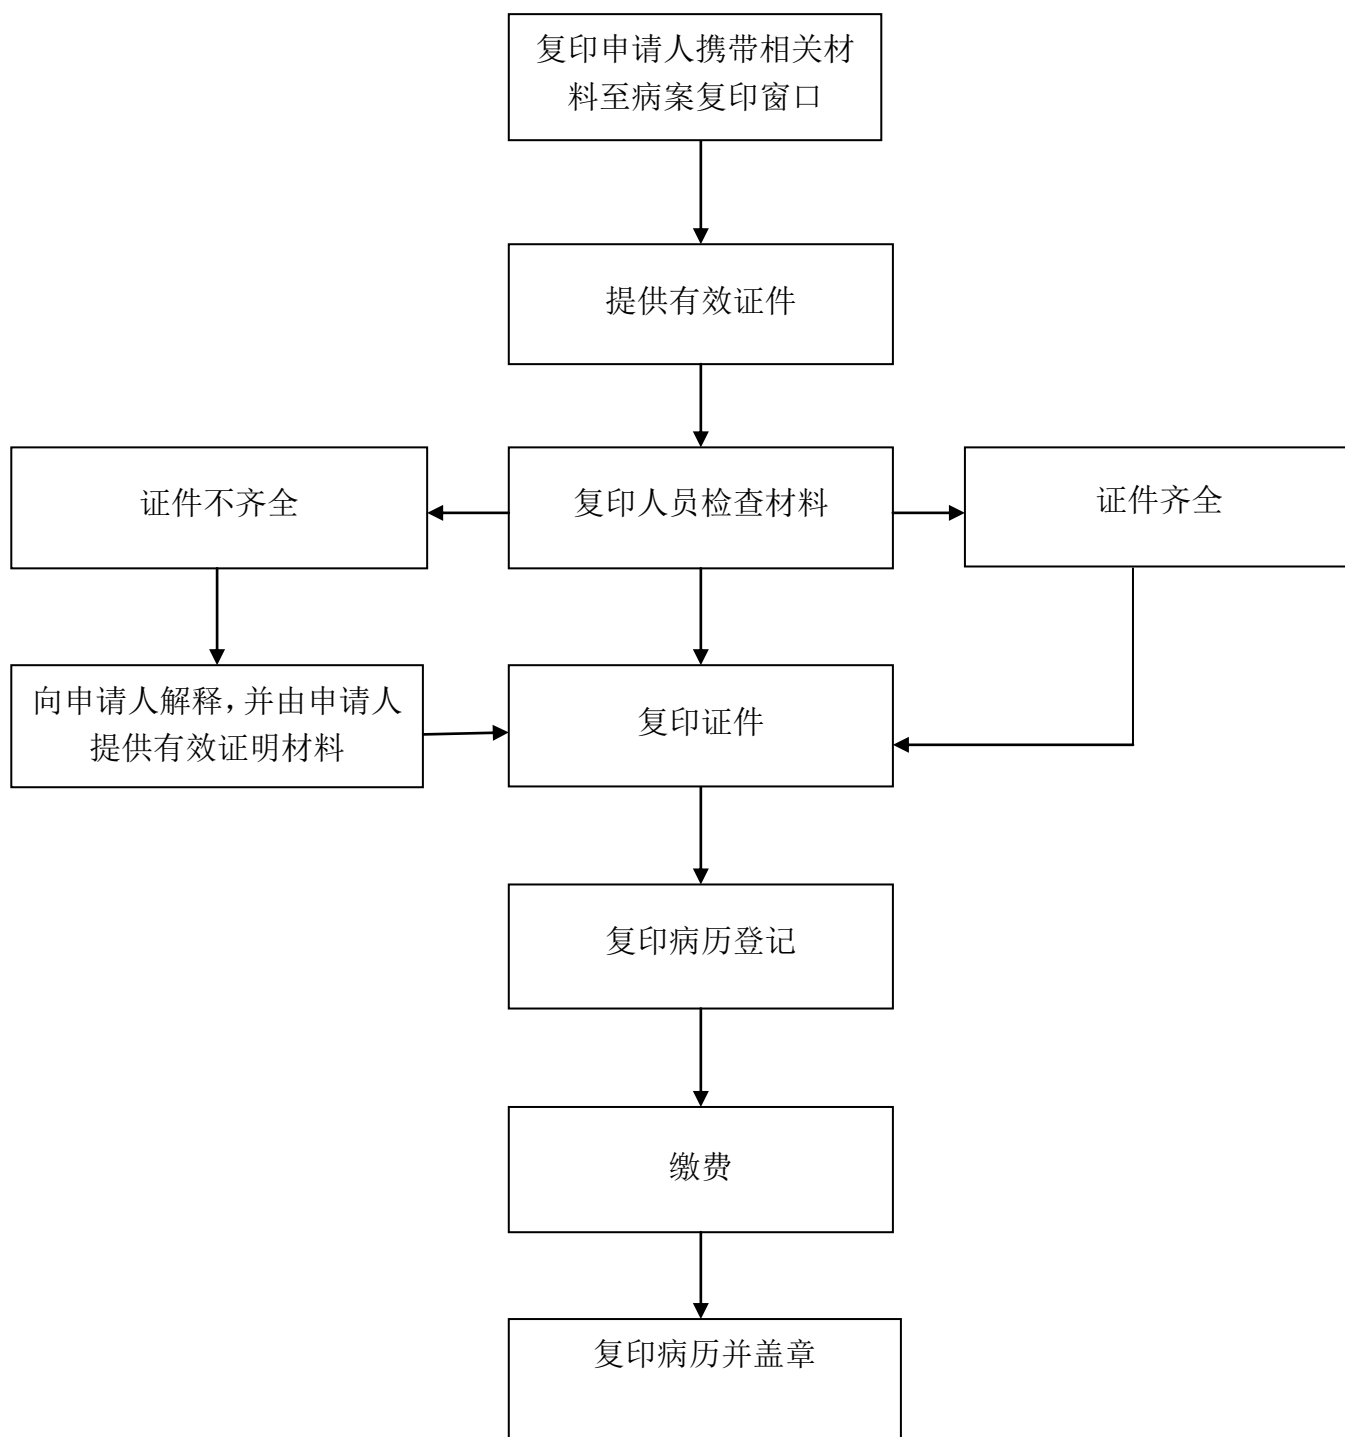 复印申请人携带相关材
料至病案复印窗口
提供有效证件
证件不齐全
复印人员检查材料
证件齐全
向申请人解释，并由申请人
提供有效证明材料
复印证件
复印病历登记
缴费
复印病历并盖章